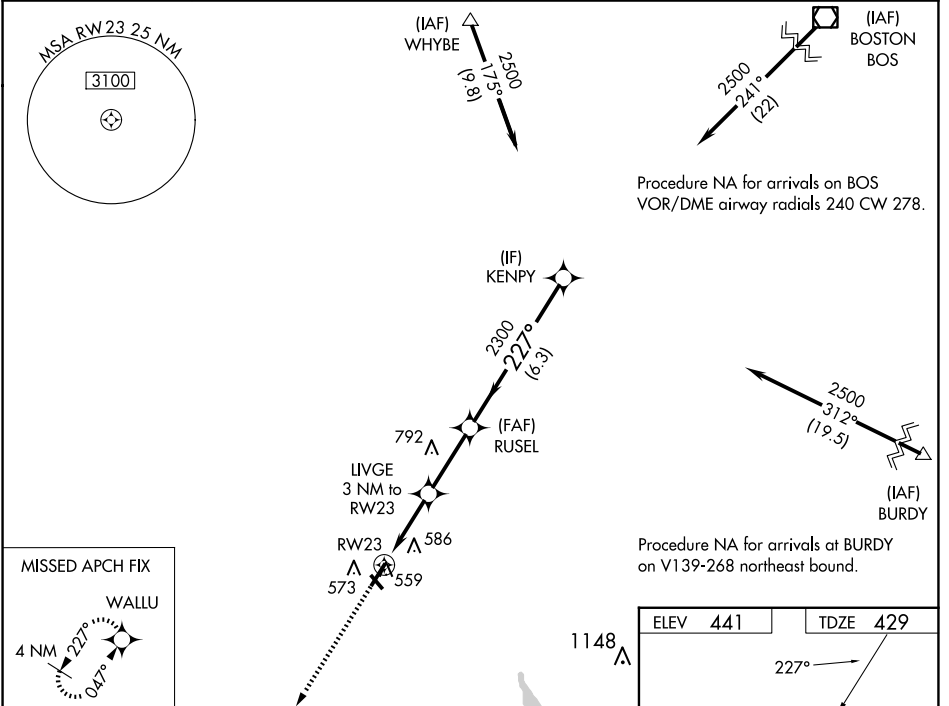 MSA RW23 25 NM
3100
(IAF)
WHYBE
2500
175°
(9.8)
(IAF)
BOSTON
BOS
2500
241°
(22)
Procedure NA for arrivals on BOS
VOR/DME airway radials 240 CW 278.
(IF)
KENPY
2300
227°
(6.3)
(FAF)
RUSEL
792
LIVGE
3 NM to
RW23
2500
312°
(19.5)
(IAF)
BURDY
RW23
586
573
559
Procedure NA for arrivals at BURDY
on V139-268 northeast bound.
MISSED APCH FIX
WALLU
4 NM
227°
047°
1148
ELEV 441
TDZE 429
227°